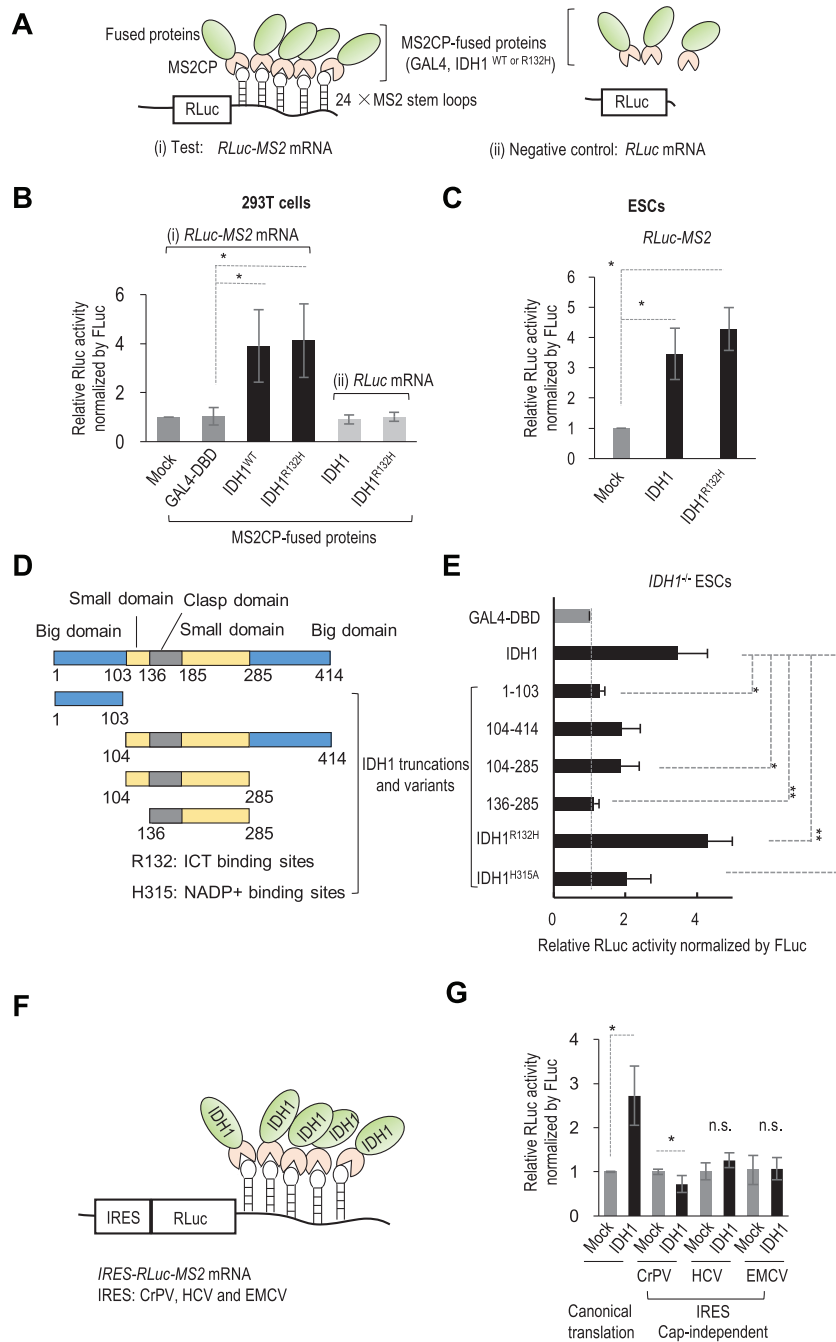 A
Fused proteins
MS2CP
MS2CP-fused proteins
(GAL4, IDH1 WT or R132H)
RLuc
24 ×MS2 stem loops
RLuc
(i) Test: RLuc-MS2 mRNA
(ii) Negative control: RLuc mRNA
B
293T cells
(i) RLuc-MS2 mRNA
*
*
(ii) RLuc mRNA
Relative Rluc activity
normalized by FLuc
6
4
2
0
Mock
GAL4-DBD
IDH1WT
IDH1R132H
IDH1
IDH1R132H
MS2CP-fused proteins
C
ESCs
RLuc-MS2
*
*
Relative Rluc activity
normalized by FLuc
6
5
4
3
2
1
0
Mock
IDH1
IDH1R132H
D
Small domain
Clasp domain
Big domain
Small domain
Big domain
1 103 136 185 285 414
1 103
104 414
104 285
136 285
IDH1 truncations
and variants
R132: ICT binding sites
H315: NADP+ binding sites
E
IDH1-/- ESCs
GAL4-DBD
IDH1
1-103
*
104-414
104-285
*
136-285
**
IDH1R132H
**
IDH1H315A
0 2 4
Relative RLuc activity normalized by FLuc
F
IDH1
IDH1
IDH1
IDH1
IDH1
IRES
RLuc
IRES-RLuc-MS2 mRNA
IRES: CrPV, HCV and EMCV
G
Relative RLuc activity
normalized by FLuc
4
3
2
1
0
*
*
n.s.
n.s.
Mock
IDH1
Mock
IDH1
Mock
IDH1
Mock
IDH1
CrPV
HCV
EMCV
Canonical
translation
IRES
Cap-independent